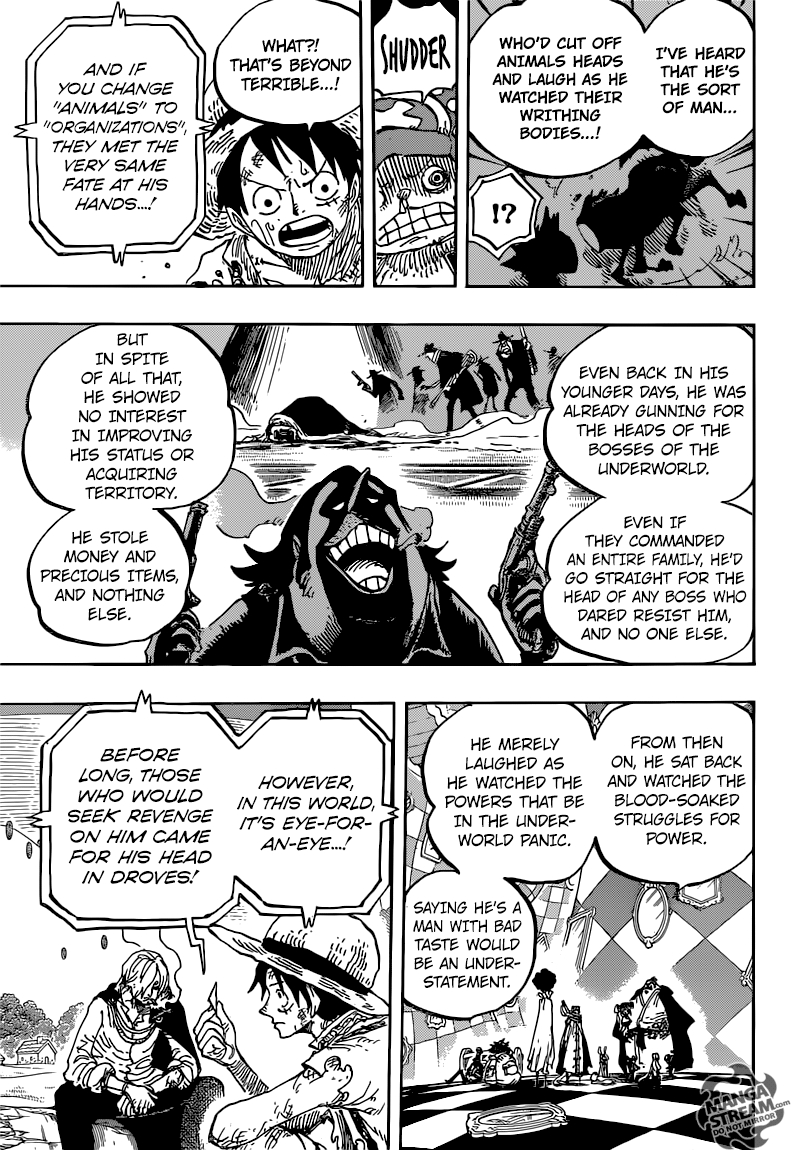 I'VE HEARD
THAT HE'S
THE SORT
OF MAN...
WHO'D CUT OFF
ANIMALS HEADS
AND LAUGH AS HE
WATCHED THEIR
WRITHING
BODIES...!
!?
SHUDDER
WHAT?!
THAT'S BEYOND
TERRIBLE...!
AND IF
YOU CHANGE
"ANIMALS" TO
"ORGANIZATIONS",
THEY MET THE
VERY SAME
FATE AT HIS
HANDS....!
EVEN BACK IN HIS
YOUNGER DAYS, HE WAS
ALREADY GUNNING FOR
THE HEADS OF THE
BOSSES OF THE
UNDERWORLD.
EVEN IF
THEY COMMANDED
AN ENTIRE FAMILY, HE'D
GO STRAIGHT FOR THE
HEAD OF ANY BOSS WHO
DARED RESIST HIM,
AND NO ONE ELSE.
BUT
IN SPITE
OF ALL THAT,
HE SHOWED
NO INTEREST
IN IMPROVING
HIS STATUS OR
ACQUIRING
TERRITORY.
HE STOLE
MONEY AND
PRECIOUS ITEMS,
AND NOTHING
ELSE.
FROM THEN
ON, HE SAT BACK
AND WATCHED THE
BLOOD-SOAKED
STRUGGLES FOR
POWER.
HE MERELY
LAUGHED AS
HE WATCHED THE
POWERS THAT BE
IN THE UNDER-
WORLD PANIC.
SAYING HE'S A
MAN WITH BAD
TASTE WOULD
BE AN UNDER-
STATEMENT.
HOWEVER,
IN THIS WORLD,
IT'S EYE-FOR-
AN-EYE....!
BEFORE
LONG, THOSE
WHO WOULD
SEEK REVENGE
ON HIM CAME
FOR HIS HEAD
IN DROVES!
MANGA
STREAM.com
DO NOT MIRROR